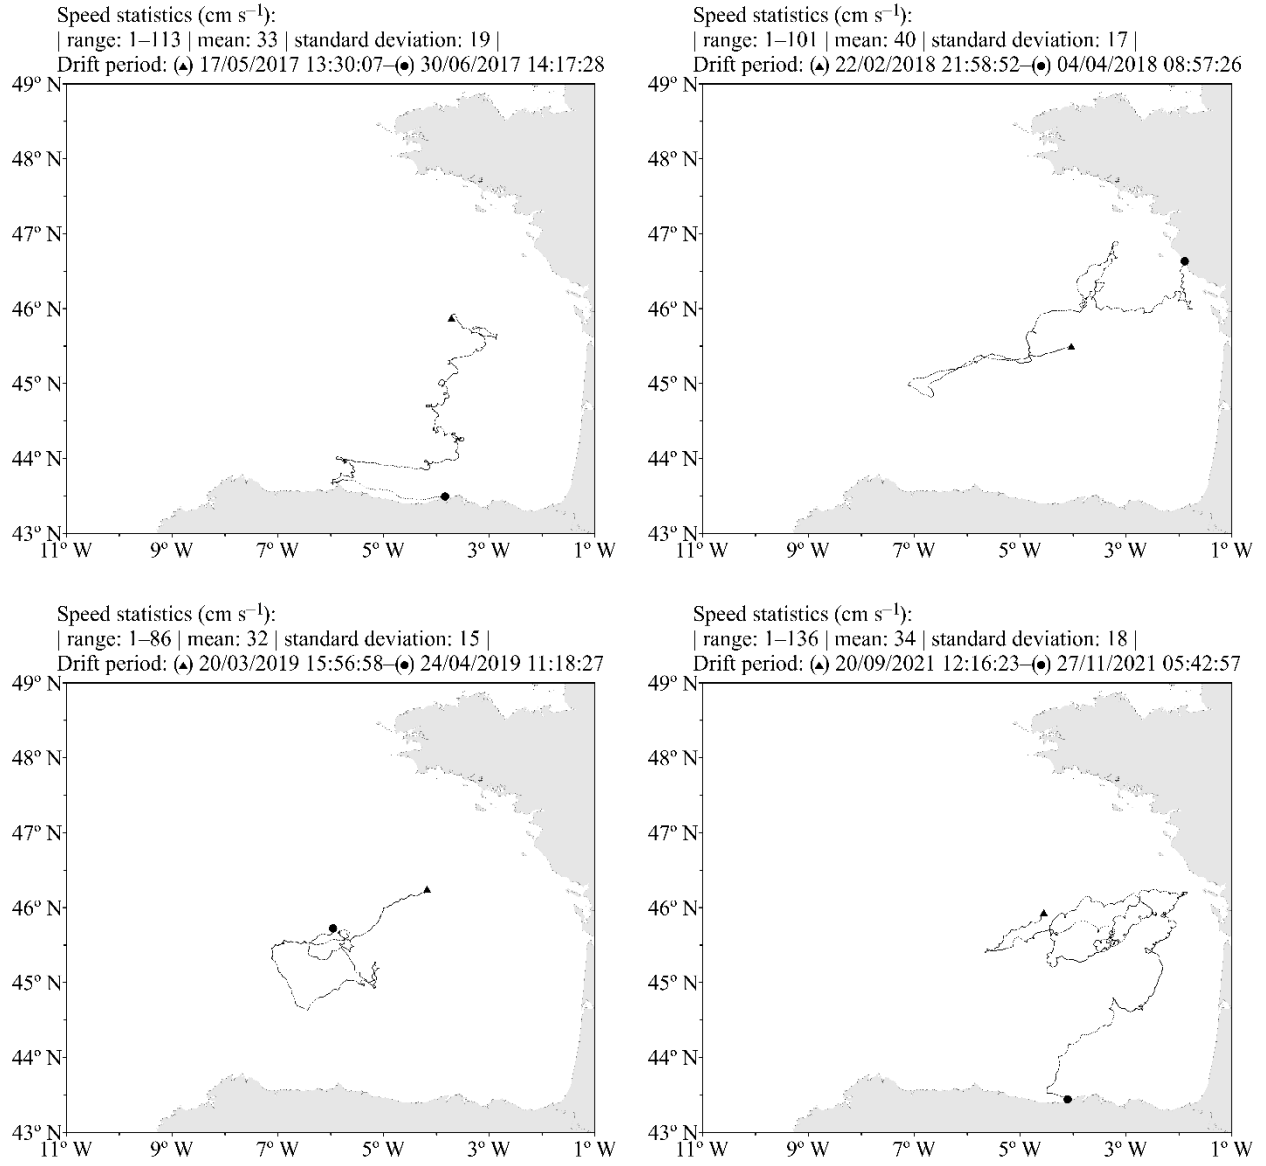 Speed statistics (cm s⁻¹):
| range: 1–113 | mean: 33 | standard deviation: 19 |
Drift period: (▲) 17/05/2017 13:30:07–(●) 30/06/2017 14:17:28
49° N
48° N
47° N
46° N
45° N
44° N
43° N
11° W 9° W 7° W 5° W 3° W 1° W
Speed statistics (cm s⁻¹):
| range: 1–101 | mean: 40 | standard deviation: 17 |
Drift period: (▲) 22/02/2018 21:58:52–(●) 04/04/2018 08:57:26
49° N
48° N
47° N
46° N
45° N
44° N
43° N
11° W 9° W 7° W 5° W 3° W 1° W
Speed statistics (cm s⁻¹):
| range: 1–86 | mean: 32 | standard deviation: 15 |
Drift period: (▲) 20/03/2019 15:56:58–(●) 24/04/2019 11:18:27
49° N
48° N
47° N
46° N
45° N
44° N
43° N
11° W 9° W 7° W 5° W 3° W 1° W
Speed statistics (cm s⁻¹):
| range: 1–136 | mean: 34 | standard deviation: 18 |
Drift period: (▲) 20/09/2021 12:16:23–(●) 27/11/2021 05:42:57
49° N
48° N
47° N
46° N
45° N
44° N
43° N
11° W 9° W 7° W 5° W 3° W 1° W